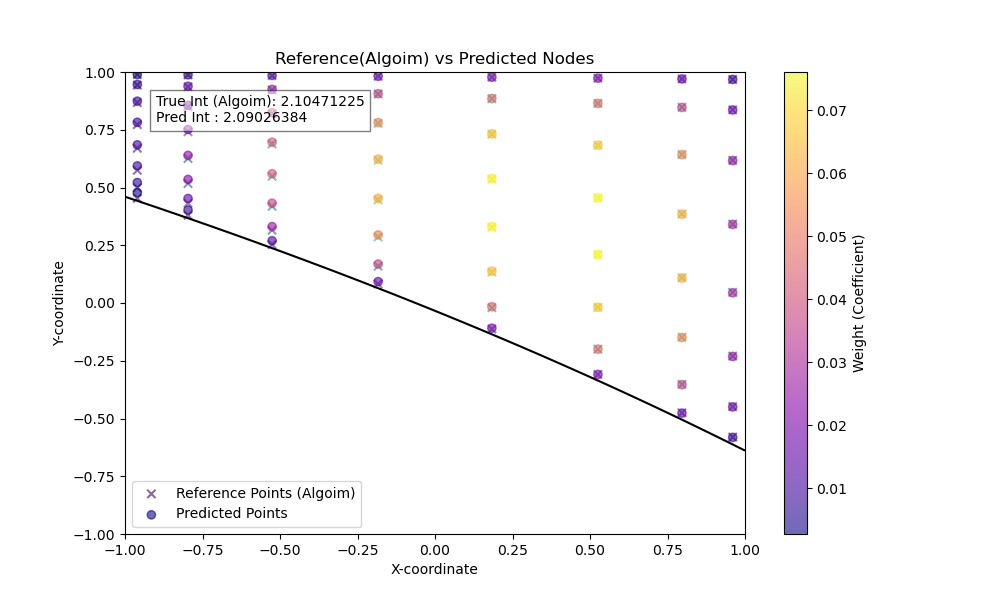 Reference(Algoim) vs Predicted Nodes
True Int (Algoim): 2.10471225
Pred Int : 2.09026384
1.00
0.75
0.50
0.25
0.00
−0.25
−0.50
−0.75
−1.00
Y-coordinate
Reference Points (Algoim)
Predicted Points
−1.00 −0.75 −0.50 −0.25 0.00 0.25 0.50 0.75 1.00
X-coordinate
0.07
0.06
0.05
0.04
0.03
0.02
0.01
Weight (Coefficient)